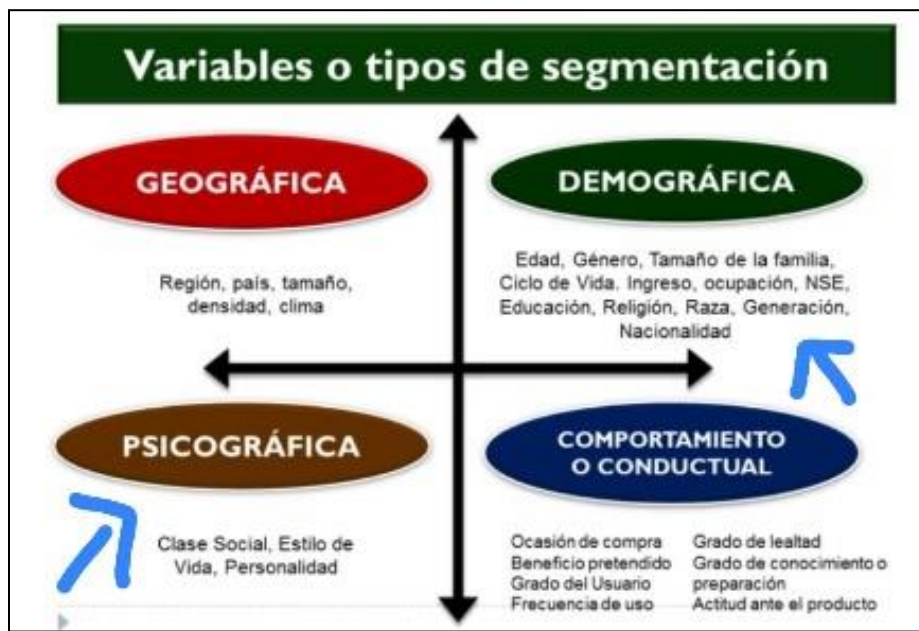 Variables o tipos de segmentación
GEOGRÁFICA
Región, país, tamaño,
densidad, clima
DEMOGRÁFICA
Edad, Género, Tamaño de la familia,
Ciclo de Vida, Ingreso, ocupación, NSE,
Educación, Religión, Raza, Generación,
Nacionalidad
PSICOGRÁFICA
Clase Social, Estilo de
Vida, Personalidad
COMPORTAMIENTO
O CONDUCTUAL
Ocasión de compra
Beneficio pretendido
Grado del Usuario
Frecuencia de uso
Grado de lealtad
Grado de conocimiento o
preparación
Actitud ante el producto